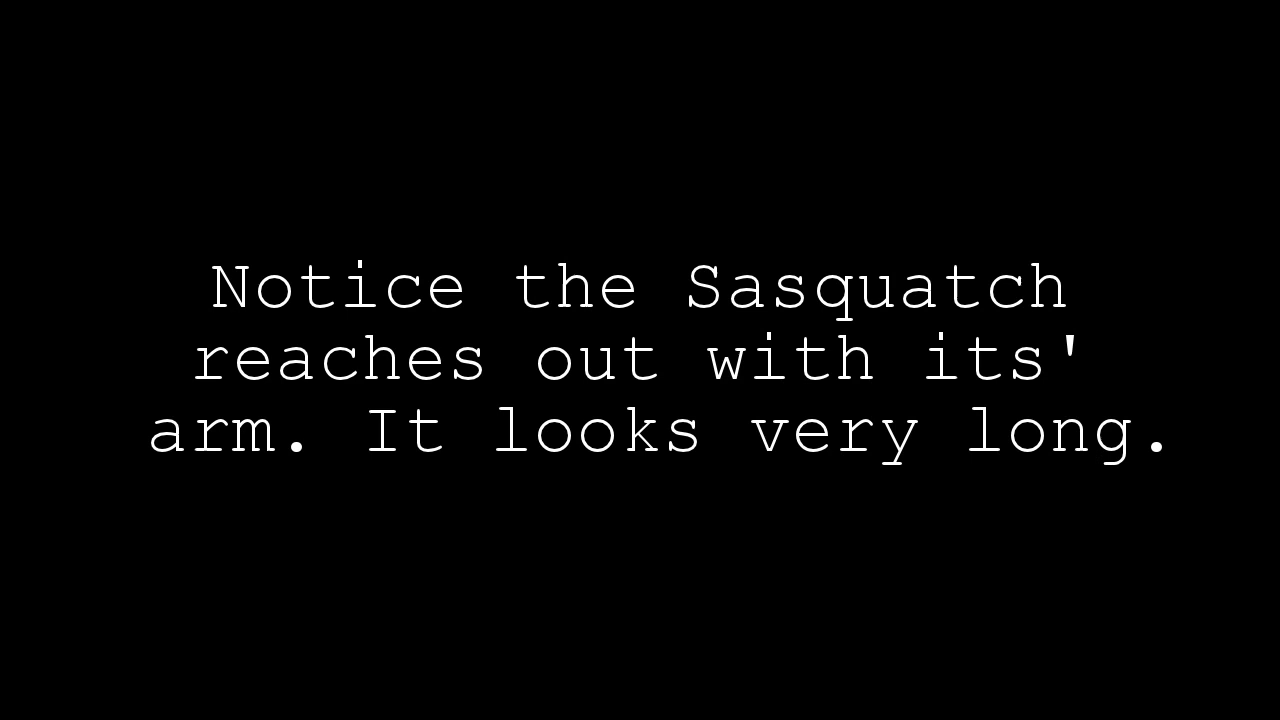 Notice the Sasquatch
reaches out with its'
arm. It looks very long.